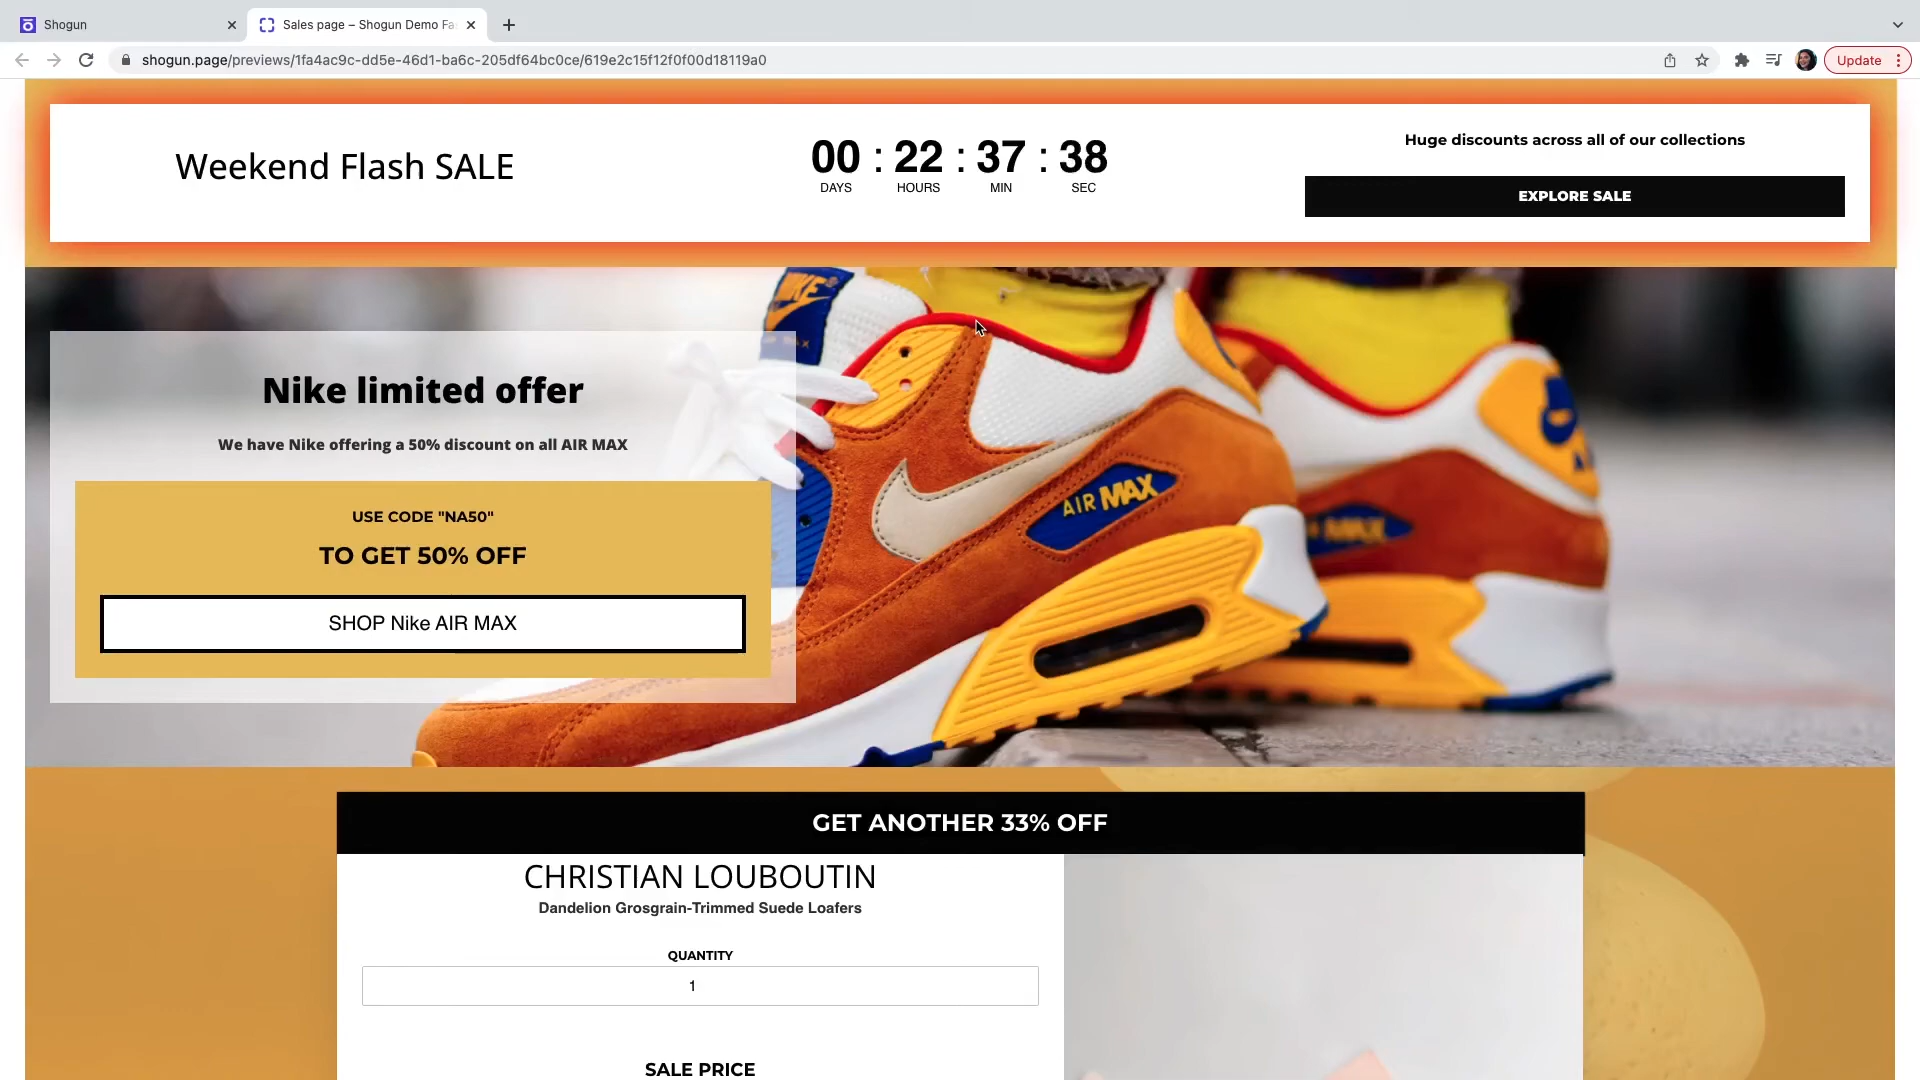 Shogun
Sales page – Shogun Demo Fa
shogun.page/previews/1fa4ac9c-dd5e-46d1-ba6c-205df64bc0ce/619e2c15f12f0f00d18119a0
Update
Weekend Flash SALE
00 : 22 : 37 : 38
DAYS HOURS MIN SEC
Huge discounts across all of our collections
EXPLORE SALE
NIKE
AIR MAX
AIR MAX
MAX
Nike limited offer
We have Nike offering a 50% discount on all AIR MAX
USE CODE "NA50"
TO GET 50% OFF
SHOP Nike AIR MAX
GET ANOTHER 33% OFF
CHRISTIAN LOUBOUTIN
Dandelion Grosgrain-Trimmed Suede Loafers
QUANTITY
1
SALE PRICE